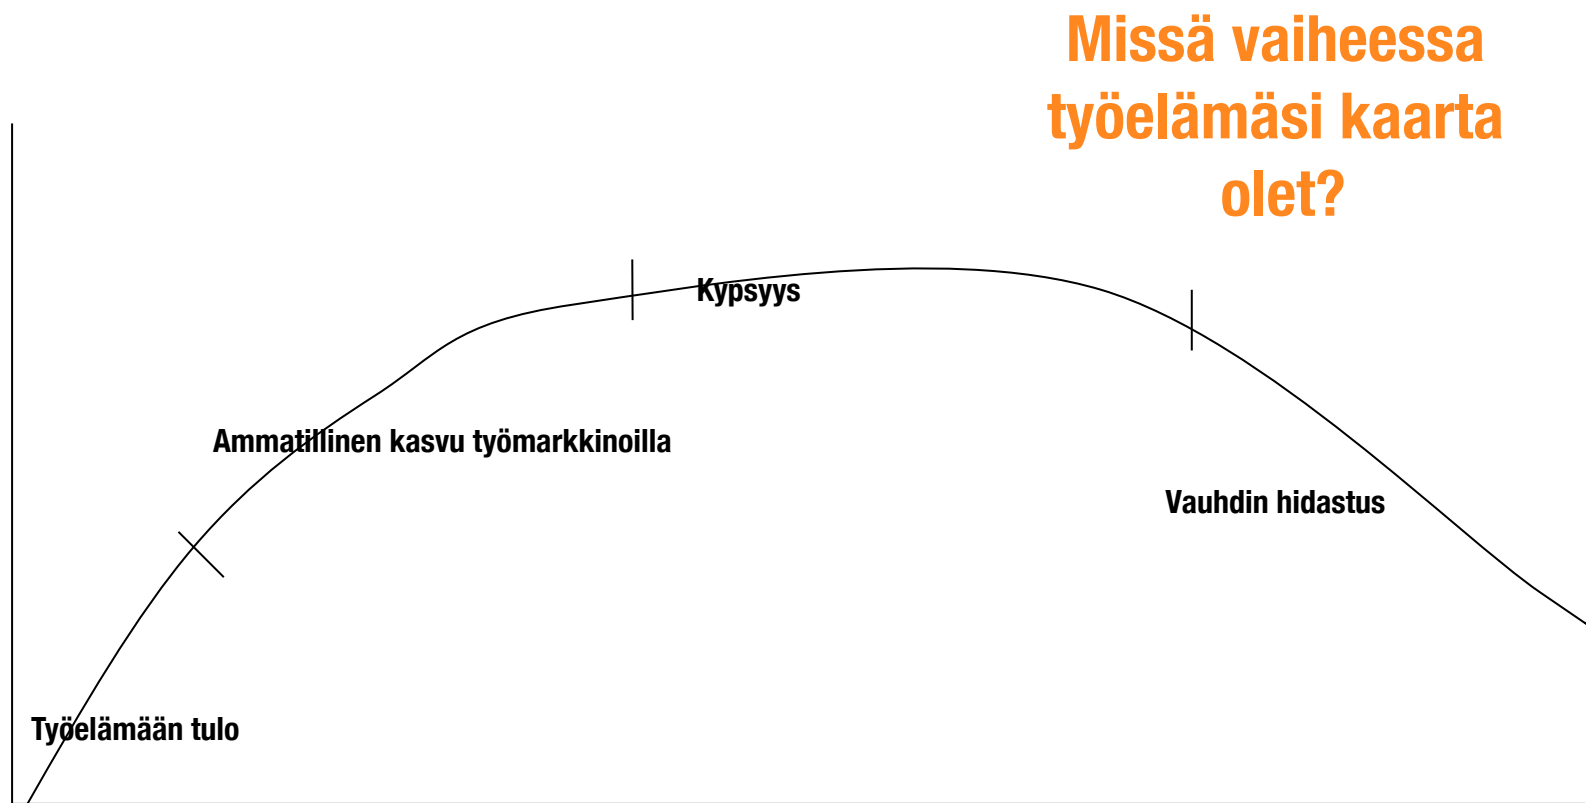 Missä vaiheessa
työelämäsi kaarta
olet?
Kypsyys
Ammatillinen kasvu työmarkkinoilla
Vauhdin hidastus
Työelämään tulo